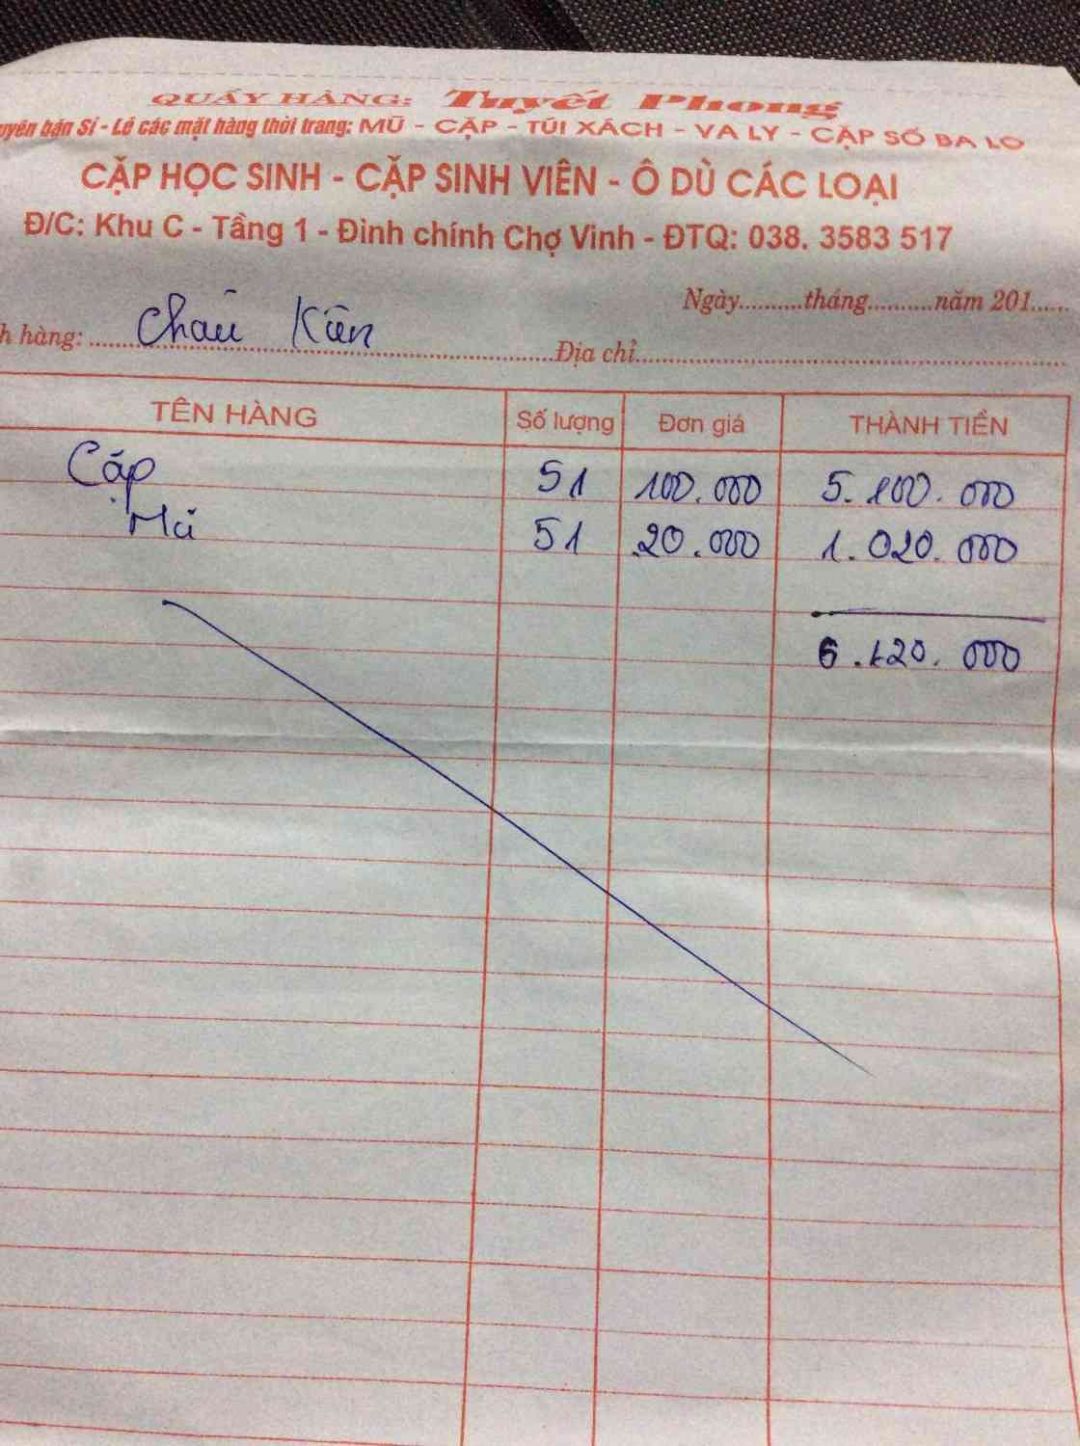 QUẦY HÀNG: Tuyết Phong
uyên bán Sỉ - Lẻ các mặt hàng thời trang: MŨ - CẶP - TÚI XÁCH - VA LY - CẶP SỐ BA LO
CẶP HỌC SINH - CẶP SINH VIÊN - Ô DÙ CÁC LOẠI
Đ/C: Khu C - Tầng 1 - Đình chính Chợ Vinh - ĐTQ: 038. 3583 517
Ngày..........tháng..........năm 201......
h hàng: Châu Kiên Địa chỉ
TÊN HÀNG Số lượng Đơn giá THÀNH TIỀN
Cặp 51 100.000 5.100.000
Mũ 51 20.000 1.020.000
6.120.000